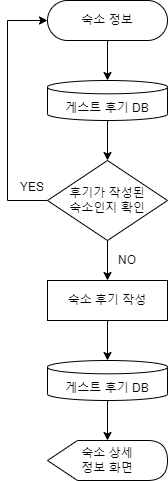 숙소 정보
게스트 후기 DB
후기가 작성된
숙소인지 확인
YES
NO
숙소 후기 작성
게스트 후기 DB
숙소 상세
정보 화면